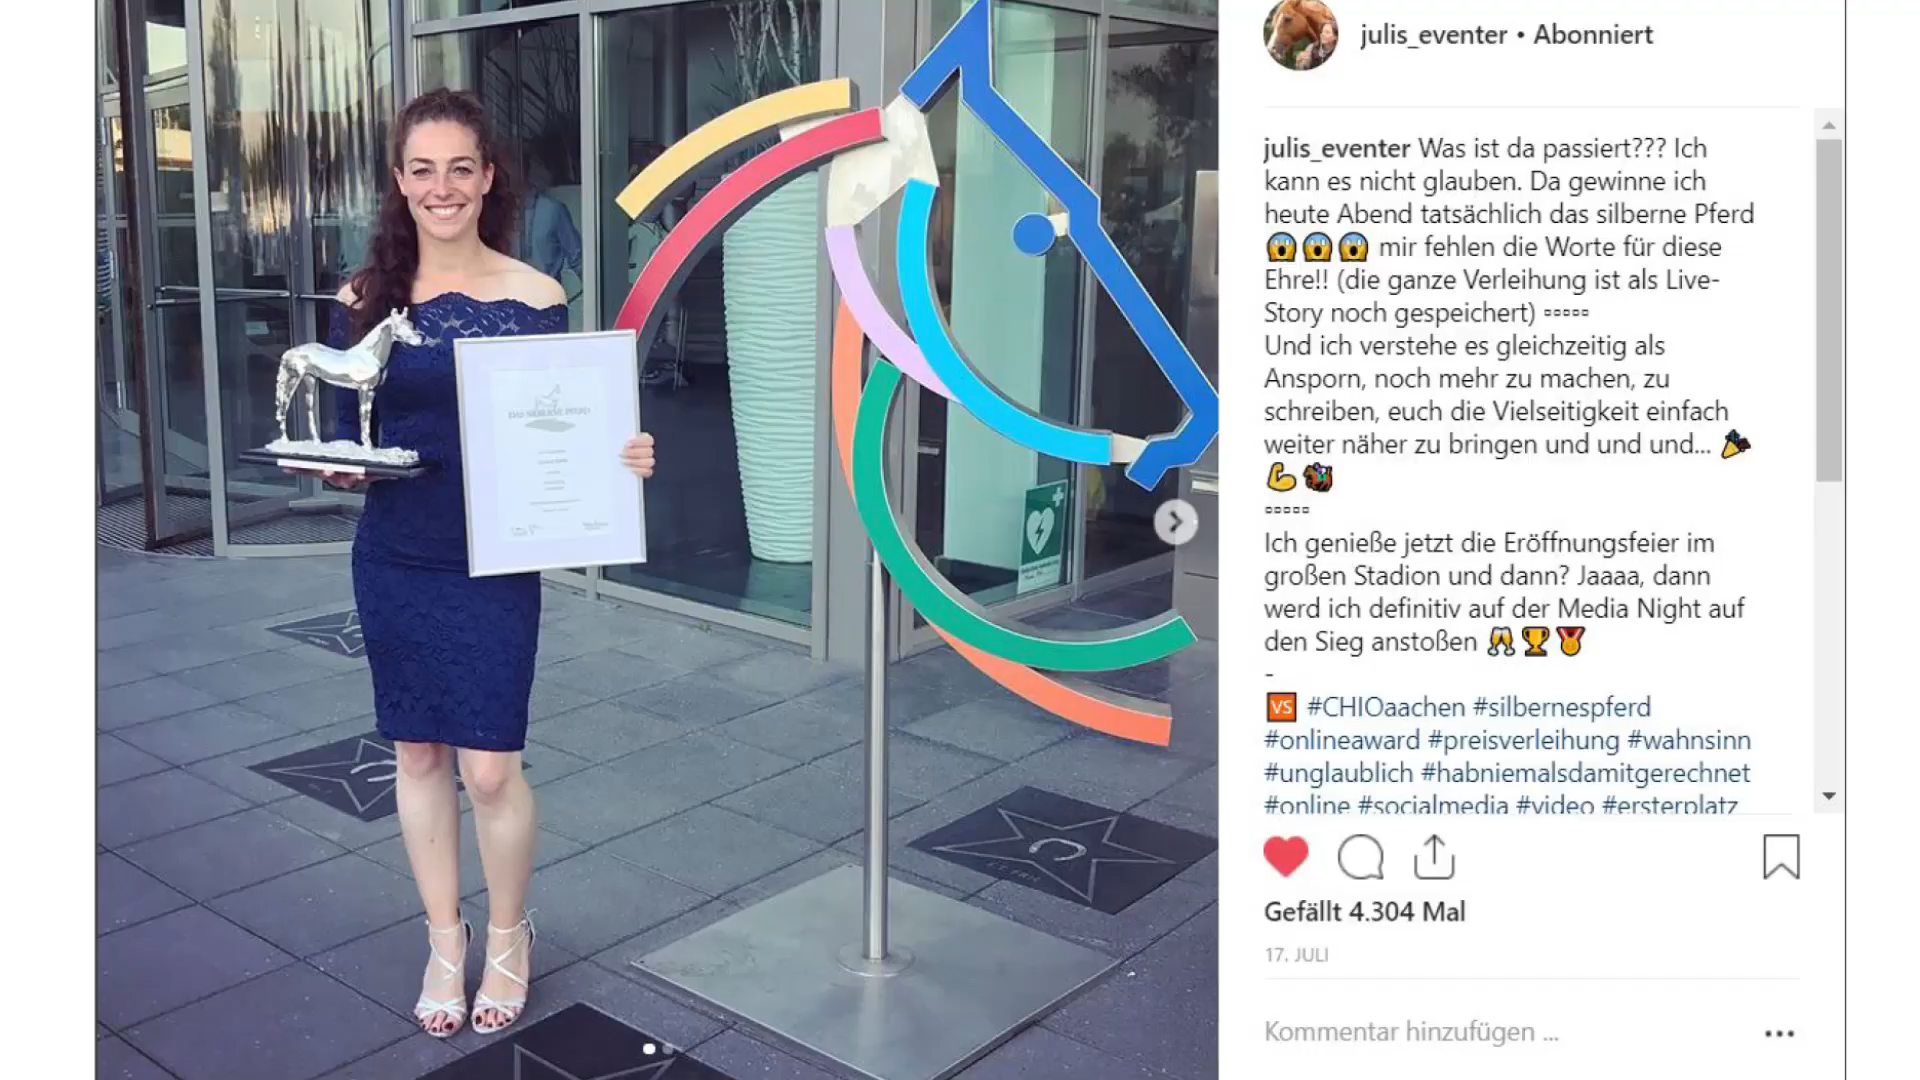 julis_eventer • Abonniert
julis_eventer Was ist da passiert??? Ich
kann es nicht glauben. Da gewinne ich
heute Abend tatsächlich das silberne Pferd
😱😱😱 mir fehlen die Worte für diese
Ehre!! (die ganze Verleihung ist als Live-
Story noch gespeichert) ▫▫▫▫▫
Und ich verstehe es gleichzeitig als
Ansporn, noch mehr zu machen, zu
schreiben, euch die Vielseitigkeit einfach
weiter näher zu bringen und und und... 🎉
💪🏇
▫▫▫▫▫
Ich genieße jetzt die Eröffnungsfeier im
großen Stadion und dann? Jaaaa, dann
werd ich definitiv auf der Media Night auf
den Sieg anstoßen 🥂🏆🏅
-
🆚 #CHIOaachen #silbernespferd
#onlineaward #preisverleihung #wahnsinn
#unglaublich #habniemalsdamitgerechnet
#online #socialmedia #video #ersterplatz
Gefällt 4.304 Mal
17. JULI
Kommentar hinzufügen ...
DAS SILBERNE PFERD